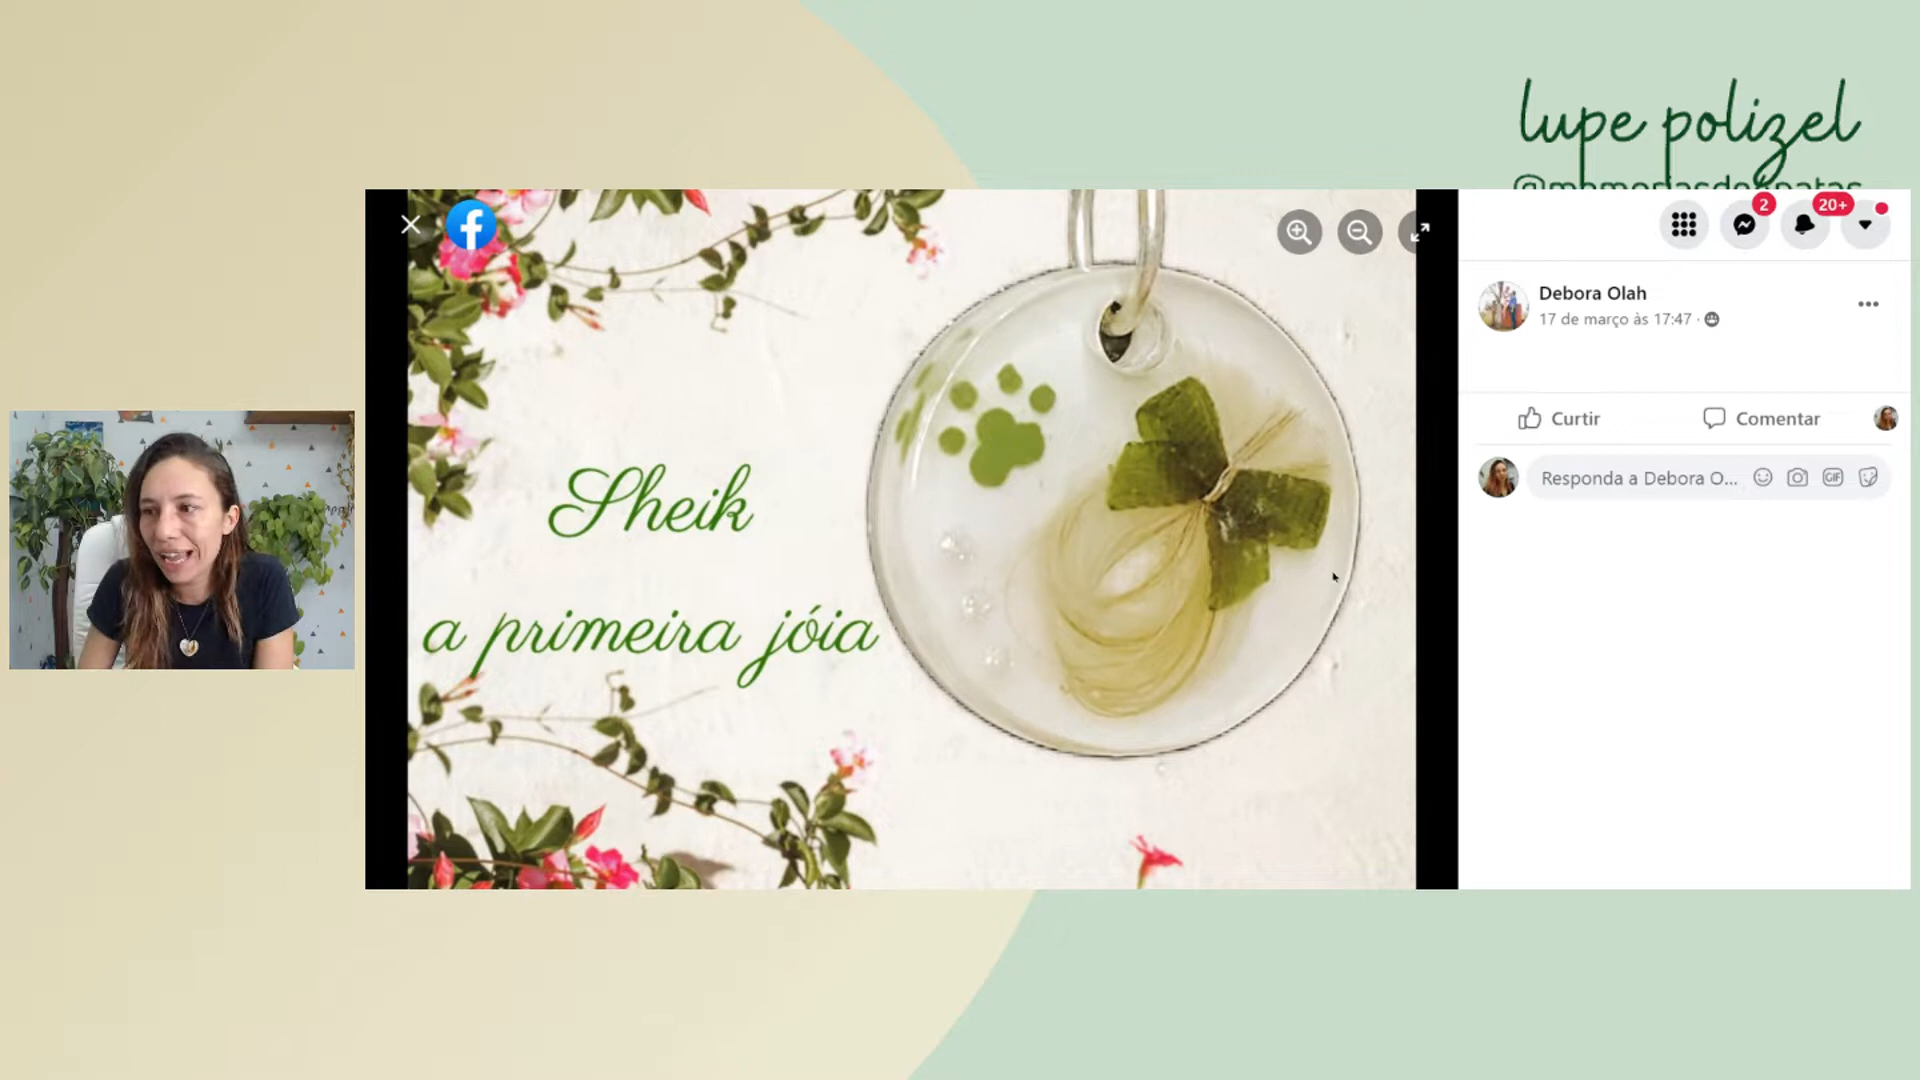 lupe polizel
@memoriasde4patas
2
20+
Debora Olah
17 de março às 17:47 ·
Curtir
Comentar
Responda a Debora O...
GIF
Sheik
a primeira jóia